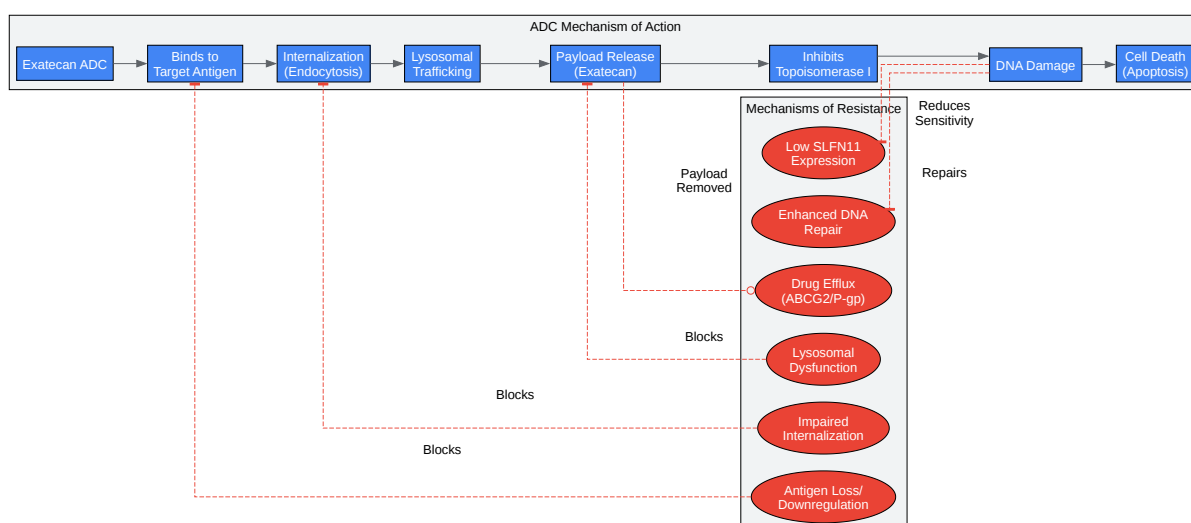 ADC Mechanism of Action
Exatecan ADC
Binds to
Target Antigen
Internalization
(Endocytosis)
Lysosomal
Trafficking
Payload Release
(Exatecan)
Inhibits
Topoisomerase I
DNA Damage
Cell Death
(Apoptosis)
Mechanisms of Resistance
Reduces
Sensitivity
Low SLFN11
Expression
Payload
Removed
Repairs
Enhanced DNA
Repair
Drug Efflux
(ABCG2/P-gp)
Blocks
Lysosomal
Dysfunction
Blocks
Impaired
Internalization
Blocks
Antigen Loss/
Downregulation